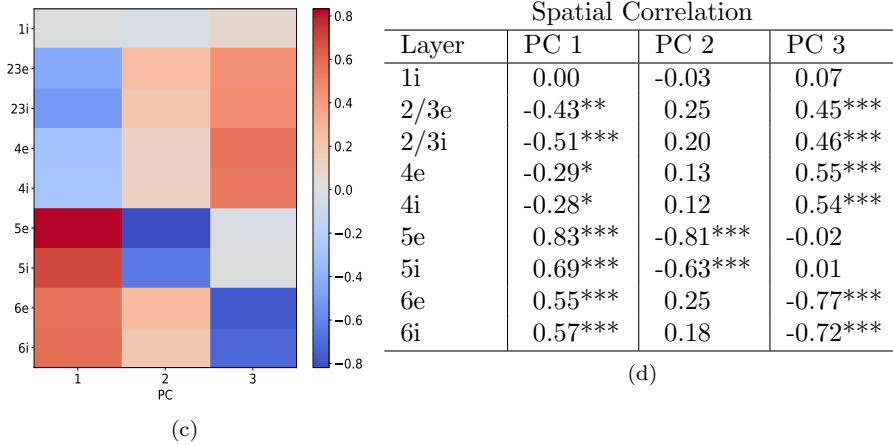 1i
23e
23i
4e
4i
5e
5i
6e
6i
1 2 3
PC
0.8
0.6
0.4
0.2
0.0
−0.2
−0.4
−0.6
−0.8
(c)
Spatial Correlation
Layer PC 1 PC 2 PC 3
1i 0.00 -0.03 0.07
2/3e -0.43** 0.25 0.45***
2/3i -0.51*** 0.20 0.46***
4e -0.29* 0.13 0.55***
4i -0.28* 0.12 0.54***
5e 0.83*** -0.81*** -0.02
5i 0.69*** -0.63*** 0.01
6e 0.55*** 0.25 -0.77***
6i 0.57*** 0.18 -0.72***
(d)